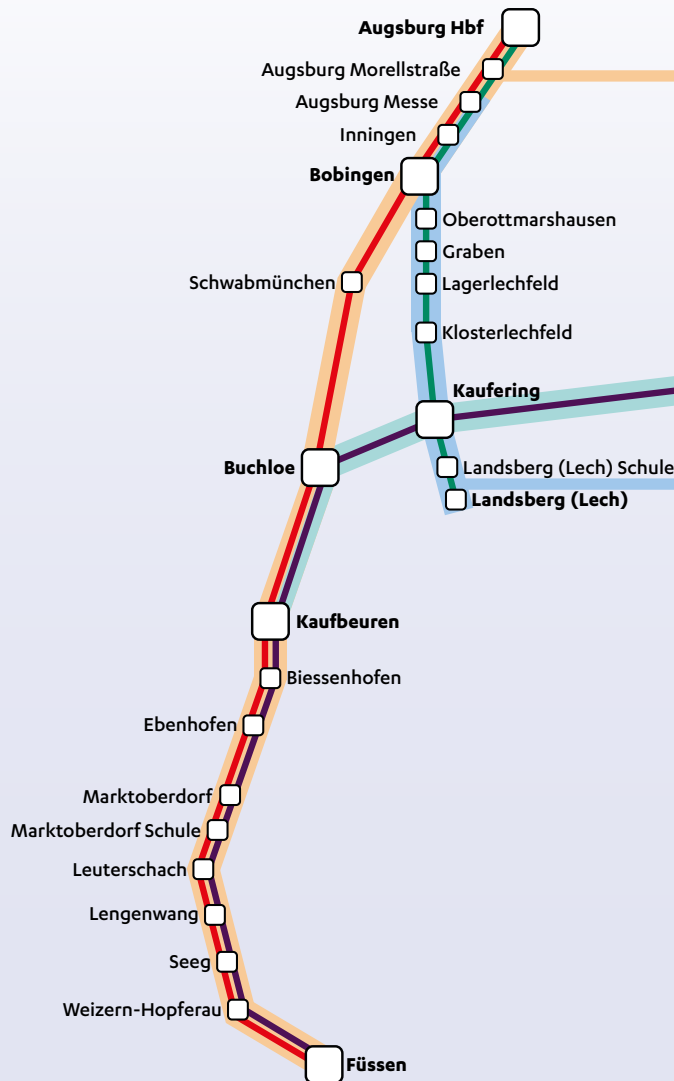 Augsburg Hbf
Augsburg Morellstraße
Augsburg Messe
Inningen
Bobingen
Oberottmarshausen
Graben
Schwabmünchen
Lagerlechfeld
Klosterlechfeld
Kaufering
Buchloe
Landsberg (Lech) Schule
Landsberg (Lech)
Kaufbeuren
Biessenhofen
Ebenhofen
Marktoberdorf
Marktoberdorf Schule
Leuterschach
Lengenwang
Seeg
Weizern-Hopferau
Füssen